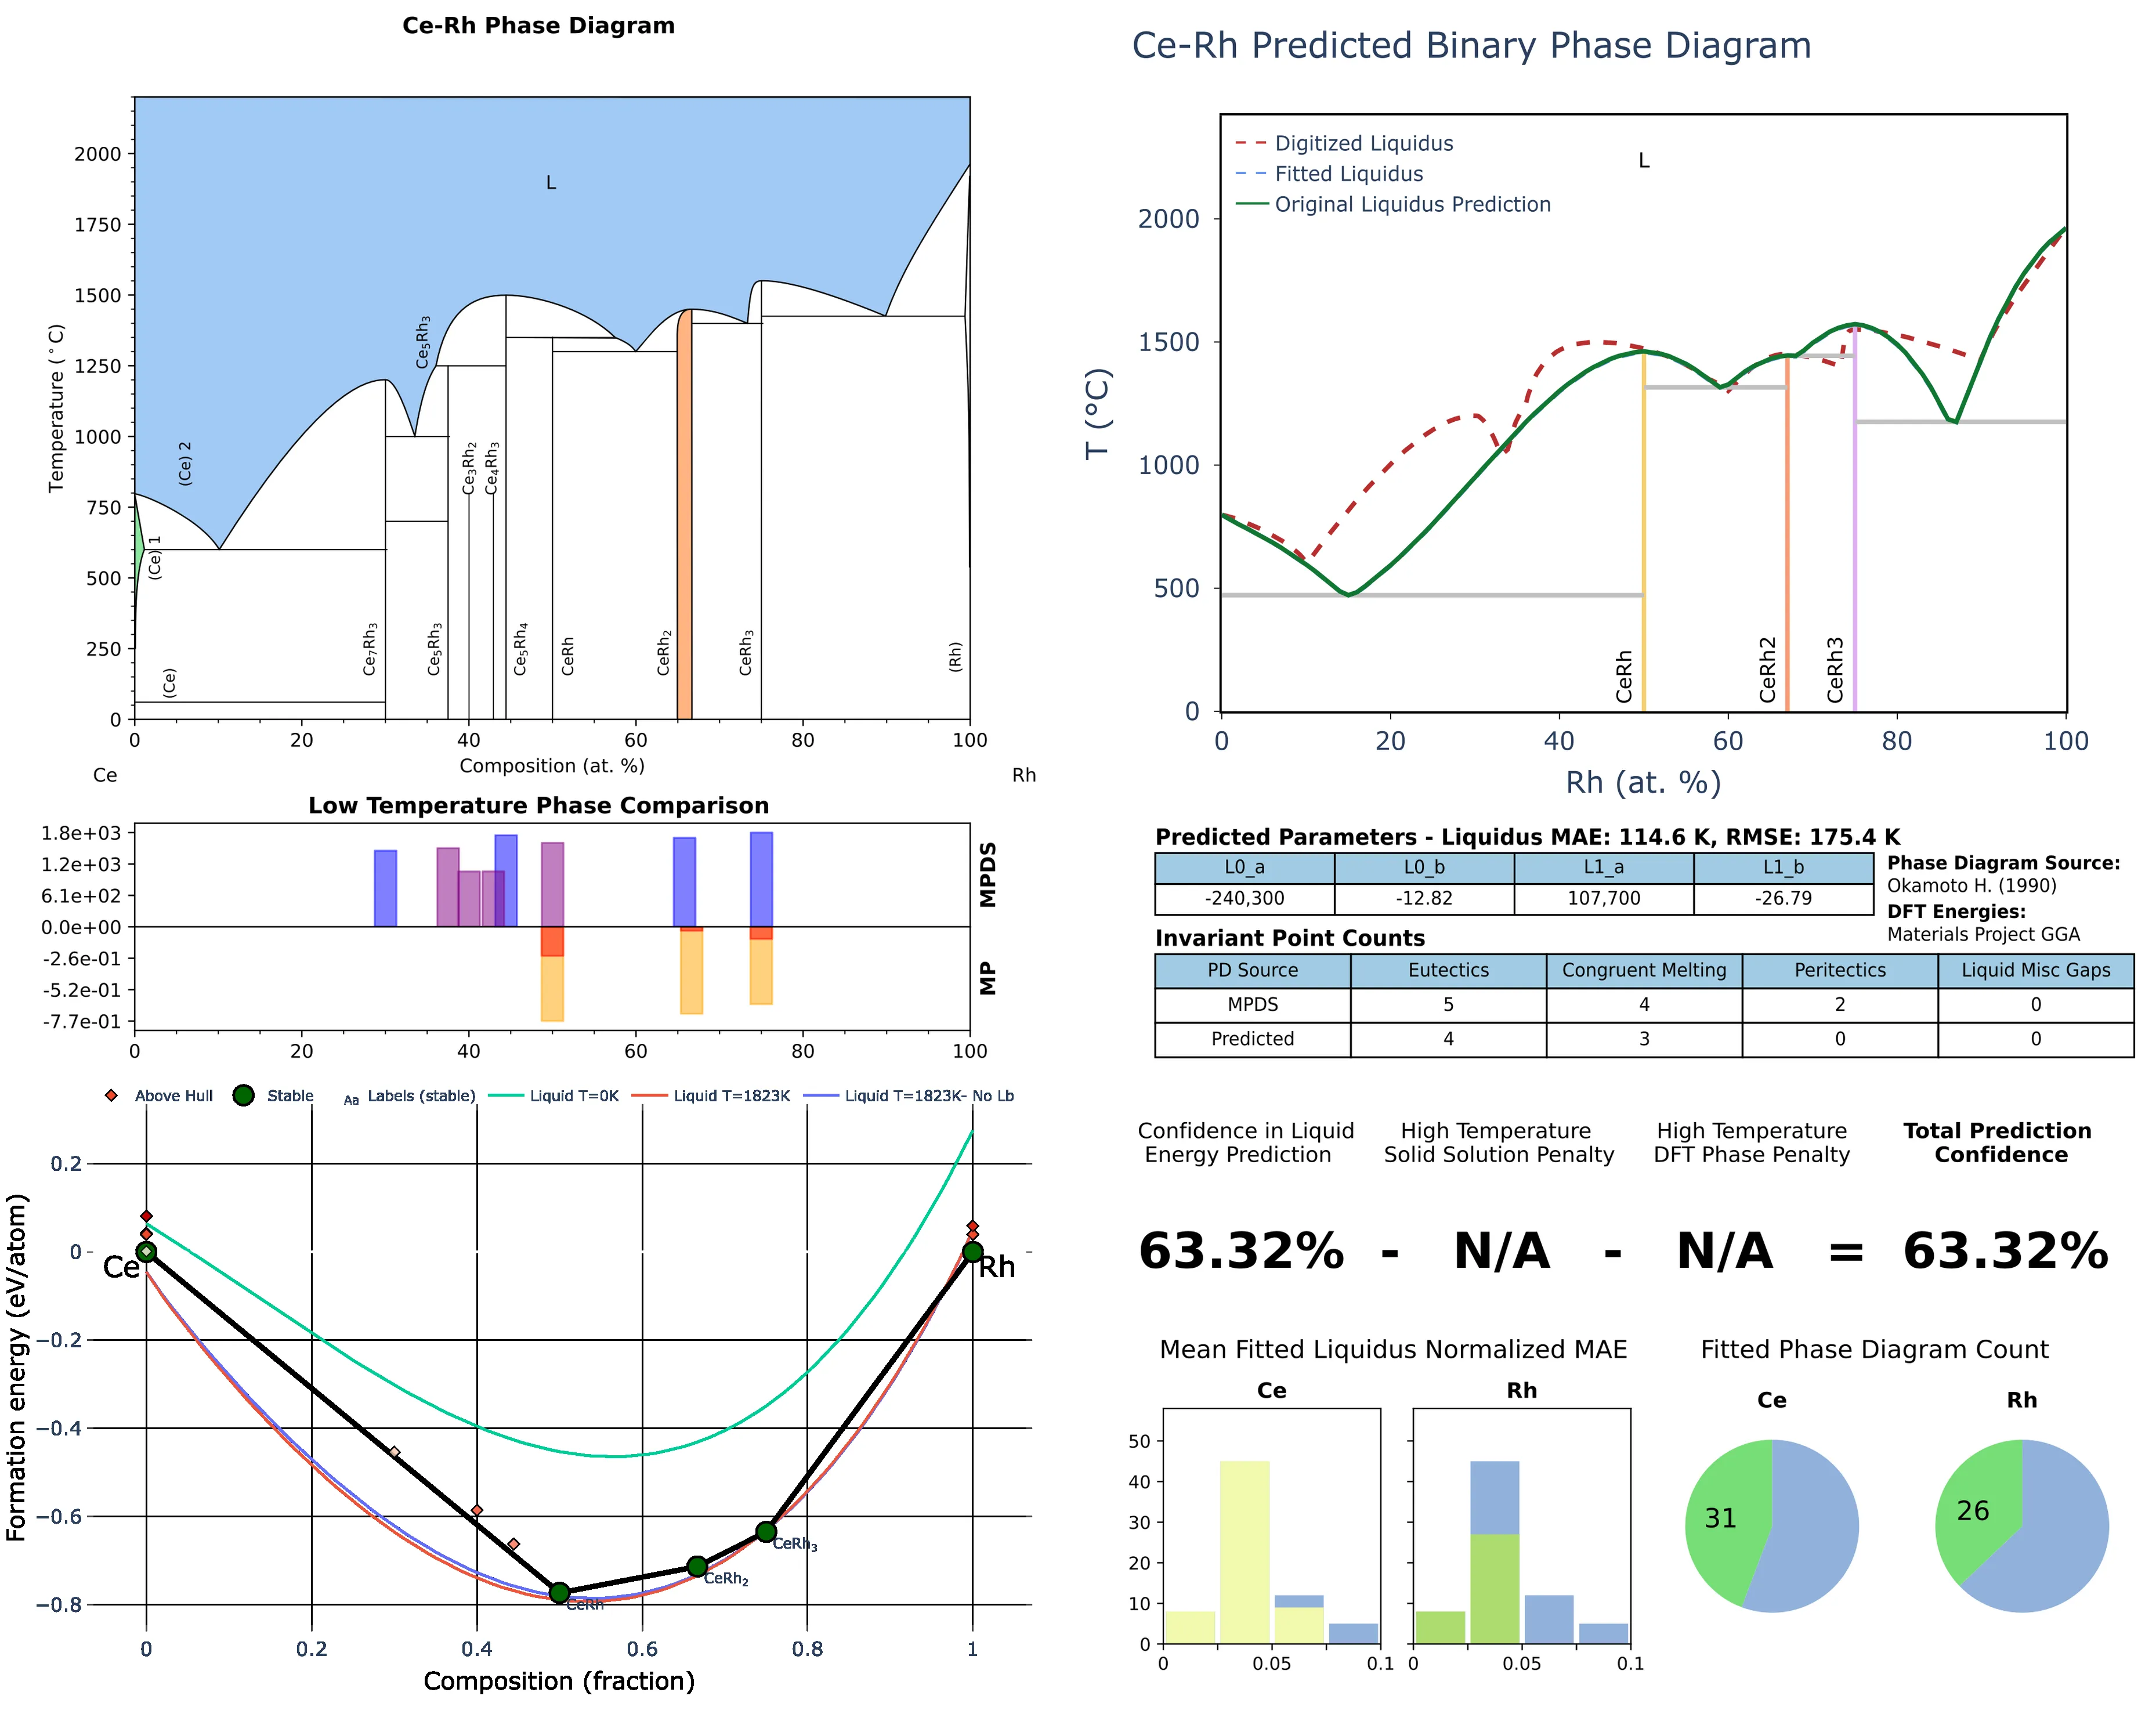 Ce-Rh Phase Diagram
2000
1750
1500
1250
1000
750
500
250
0
Temperature (°C)
L
(Ce) 2
(Ce) 1
(Ce)
Ce₇Rh₃
Ce₅Rh₃
Ce₅Rh₃
Ce₃Rh₂
Ce₄Rh₃
Ce₅Rh₄
CeRh
CeRh₂
CeRh₃
(Rh)
0 20 40 60 80 100
Composition (at. %)
Ce Rh
Low Temperature Phase Comparison
1.8e+03
1.2e+03
6.1e+02
0.0e+00
-2.6e-01
-5.2e-01
-7.7e-01
MPDS
MP
0 20 40 60 80 100
Above Hull Stable Aa Labels (stable) Liquid T=0K Liquid T=1823K Liquid T=1823K- No Lb
0.2
0
−0.2
−0.4
−0.6
−0.8
Formation energy (eV/atom)
Ce
Rh
CeRh
CeRh₂
CeRh₃
0 0.2 0.4 0.6 0.8 1
Composition (fraction)
Ce-Rh Predicted Binary Phase Diagram
Digitized Liquidus
Fitted Liquidus
Original Liquidus Prediction
L
2000
1500
1000
500
0
T (°C)
CeRh
CeRh2
CeRh3
0 20 40 60 80 100
Rh (at. %)
Predicted Parameters - Liquidus MAE: 114.6 K, RMSE: 175.4 K
L0_a L0_b L1_a L1_b
-240,300 -12.82 107,700 -26.79
Phase Diagram Source:
Okamoto H. (1990)
DFT Energies:
Materials Project GGA
Invariant Point Counts
PD Source Eutectics Congruent Melting Peritectics Liquid Misc Gaps
MPDS 5 4 2 0
Predicted 4 3 0 0
Confidence in Liquid
Energy Prediction
High Temperature
Solid Solution Penalty
High Temperature
DFT Phase Penalty
Total Prediction
Confidence
63.32% - N/A - N/A = 63.32%
Mean Fitted Liquidus Normalized MAE
Ce Rh
50
40
30
20
10
0
0 0.05 0.1
0 0.05 0.1
Fitted Phase Diagram Count
Ce Rh
31
26